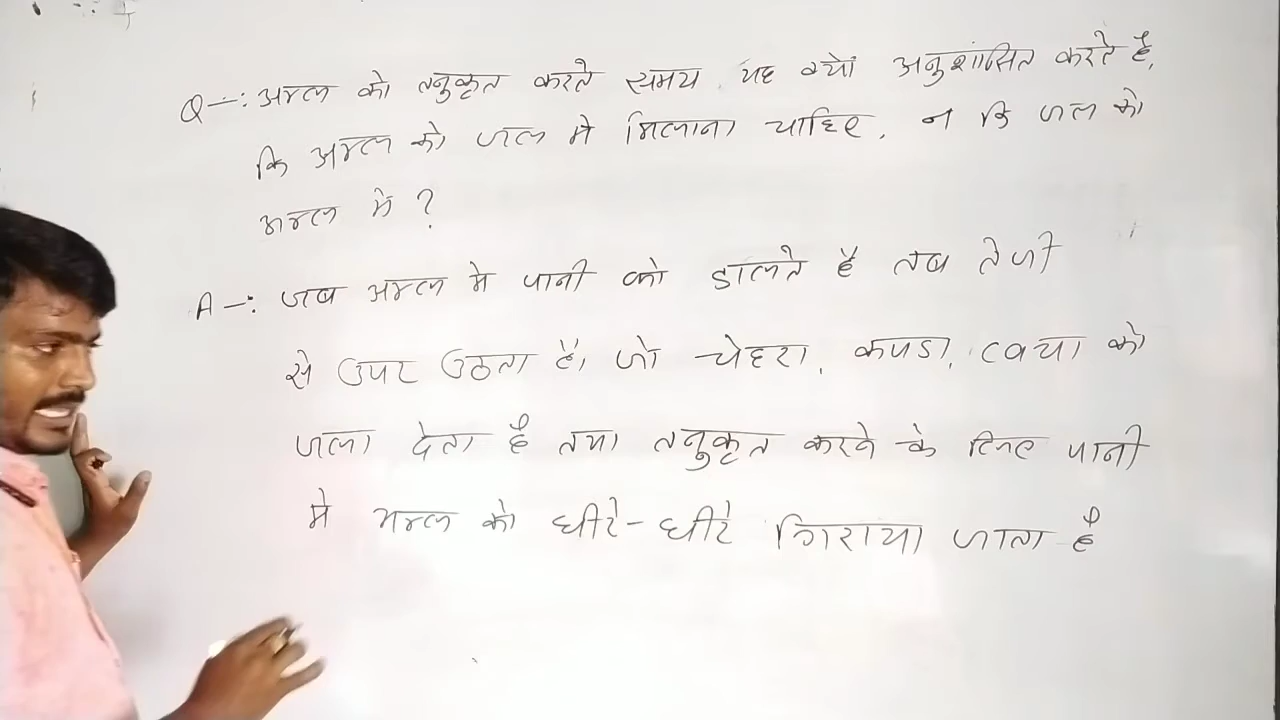 Q-: अम्ल को तनुकृत करते समय यह क्यों अनुशंसित करते है,
कि अम्ल को जल मे मिलाना चाहिए, न कि जल को
अम्ल में ?
A-: जब अम्ल मे पानी को डालते है तब तेजी
से उपर उठता है, जो चेहरा, कपडा, त्वचा को
जला देता है तथा तनुकृत करने के लिए पानी
मे अम्ल को धीरे-धीरे गिराया जाता है